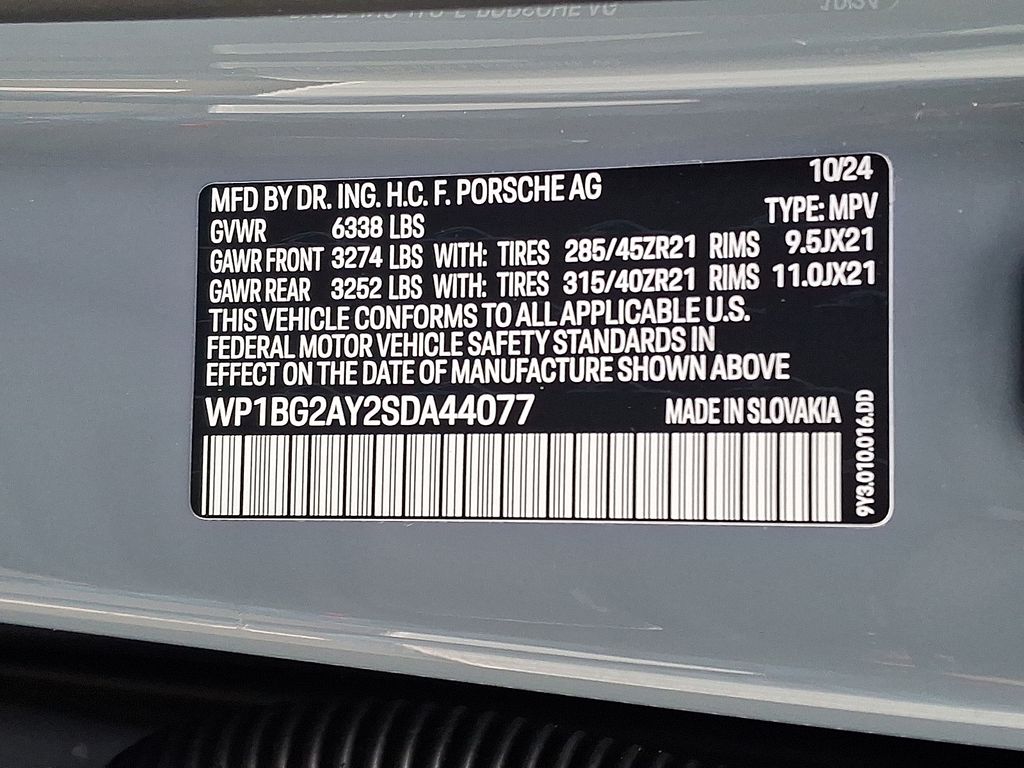 MFD BY DR. ING. H.C. F. PORSCHE AG 10/24
GVWR 6338 LBS TYPE: MPV
GAWR FRONT 3274 LBS WITH: TIRES 285/45ZR21 RIMS 9.5JX21
GAWR REAR 3252 LBS WITH: TIRES 315/40ZR21 RIMS 11.0JX21
THIS VEHICLE CONFORMS TO ALL APPLICABLE U.S.
FEDERAL MOTOR VEHICLE SAFETY STANDARDS IN
EFFECT ON THE DATE OF MANUFACTURE SHOWN ABOVE
WP1BG2AY2SDA44077 MADE IN SLOVAKIA
9Y3.010.016.DD